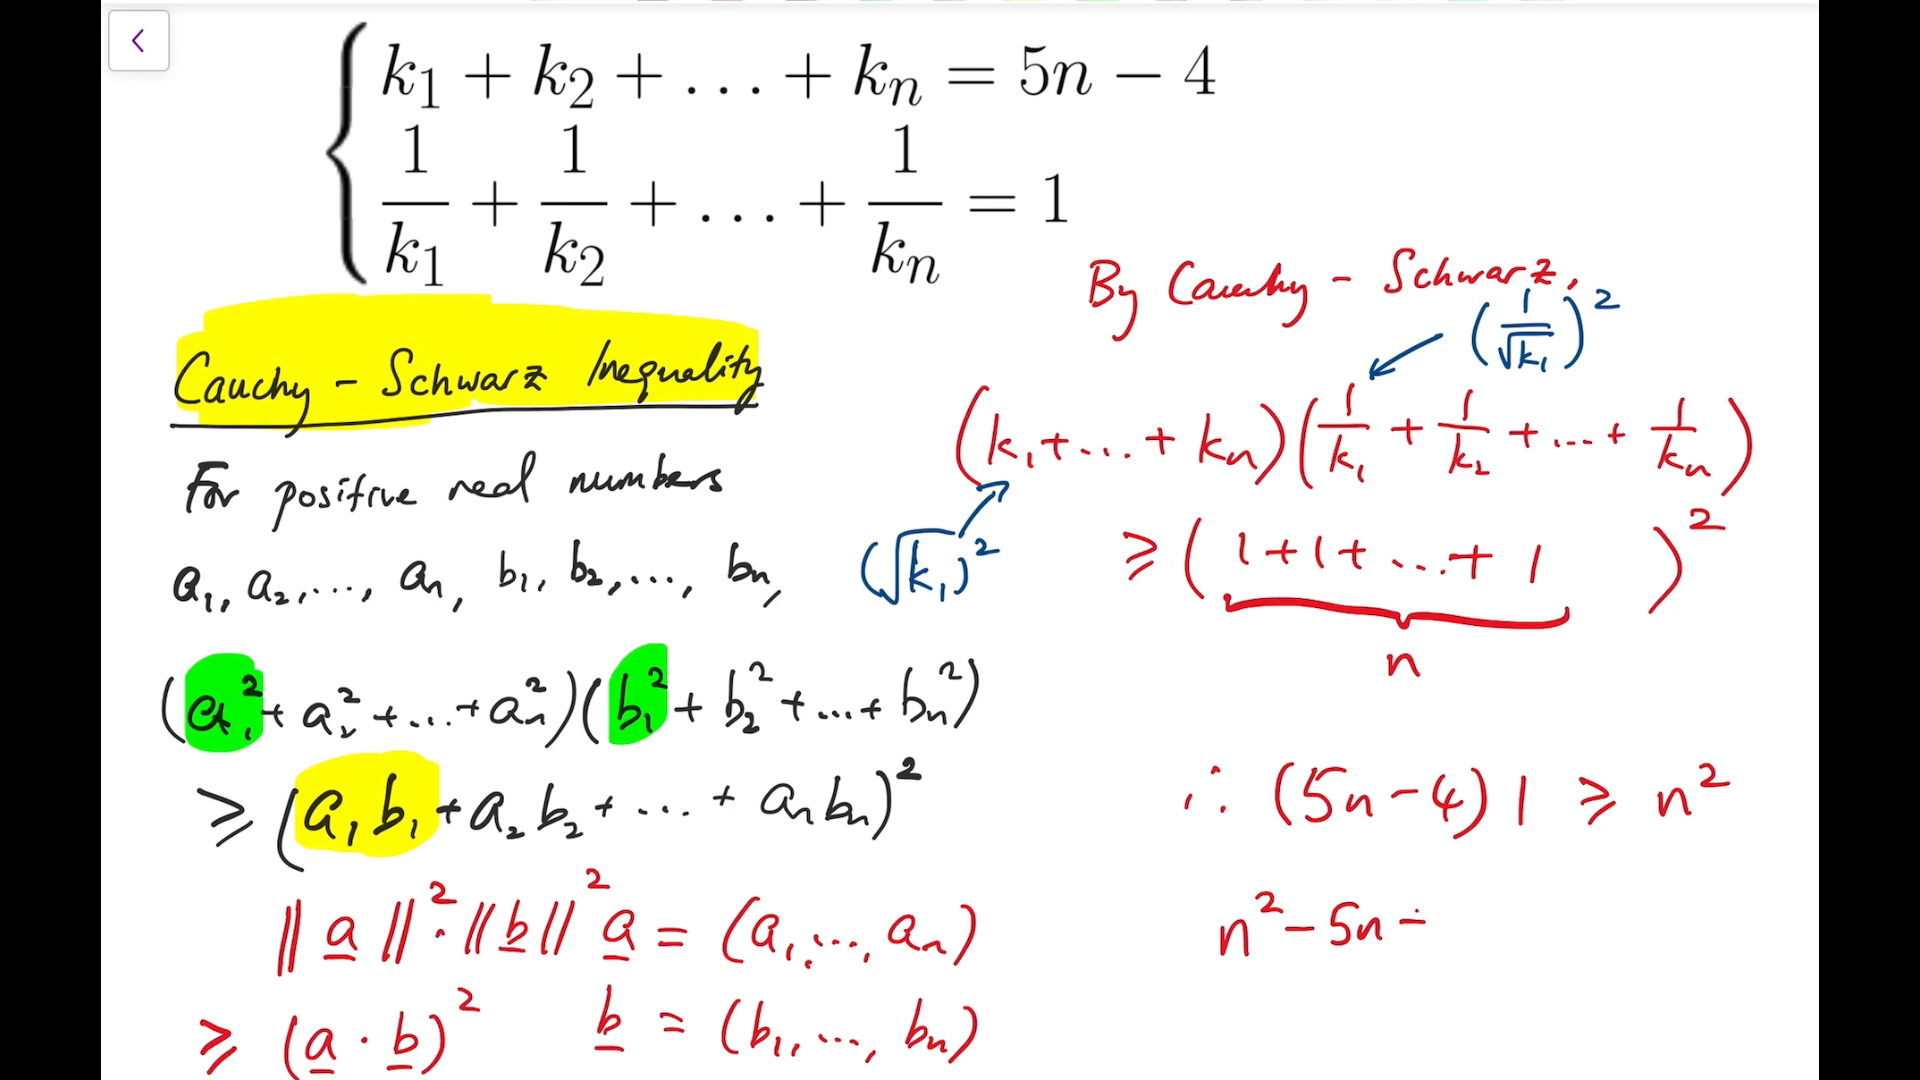 k₁ + k₂ + … + kₙ = 5n − 4
1/k₁ + 1/k₂ + … + 1/kₙ = 1
Cauchy - Schwarz Inequality
For positive real numbers
a₁, a₂, ..., aₙ, b₁, b₂, ..., bₙ,
(a₁² + a₂² + ... + aₙ²)(b₁² + b₂² + ... + bₙ²)
≥ (a₁b₁ + a₂b₂ + ... + aₙbₙ)²
||a||² · ||b||² a = (a₁, ..., aₙ)
≥ (a · b)² b = (b₁, ..., bₙ)
By Cauchy - Schwarz,
(1/√k₁)²
(k₁ + ... + kₙ)(1/k₁ + 1/k₂ + ... + 1/kₙ)
(√k₁)²
≥ (1 + 1 + ... + 1)²
n
∴ (5n − 4) 1 ≥ n²
n² − 5n −